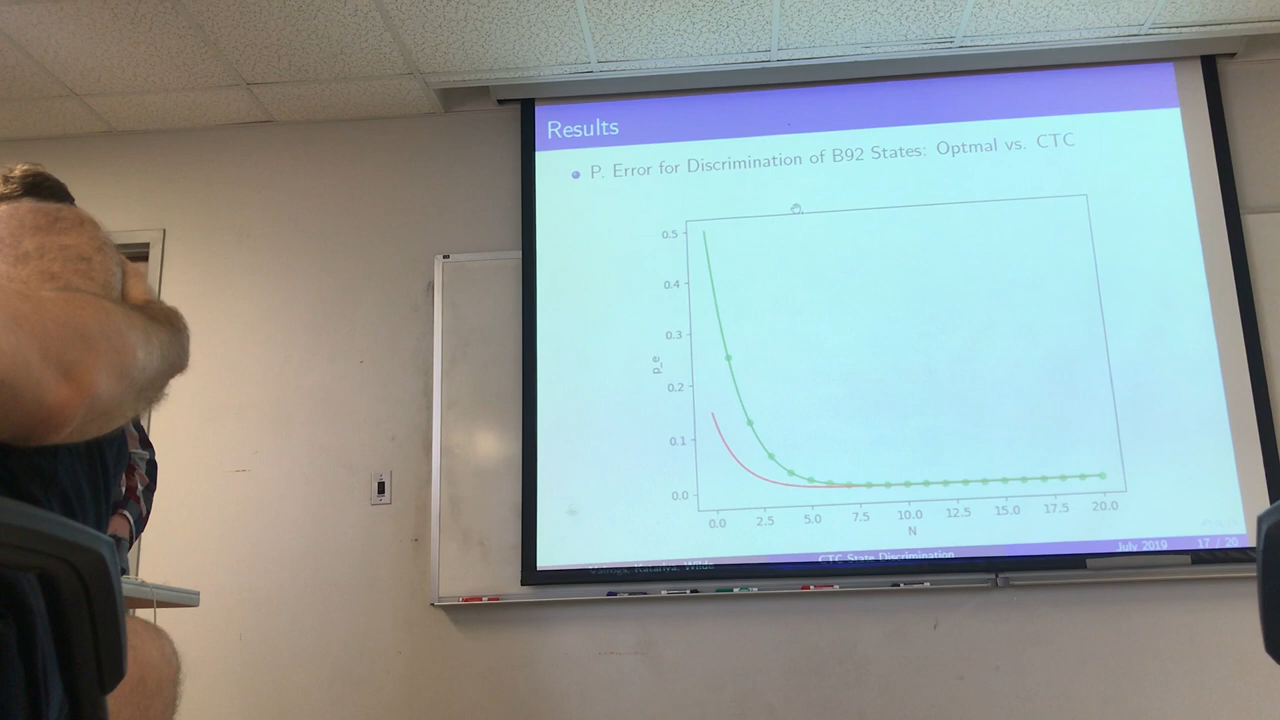 Results
P. Error for Discrimination of B92 States: Optmal vs. CTC
0.5
0.4
0.3
0.2
0.1
0.0
p_e
0.0 2.5 5.0 7.5 10.0 12.5 15.0 17.5 20.0
N
Wilde CTC State Discrimination July 2019 17 / 20